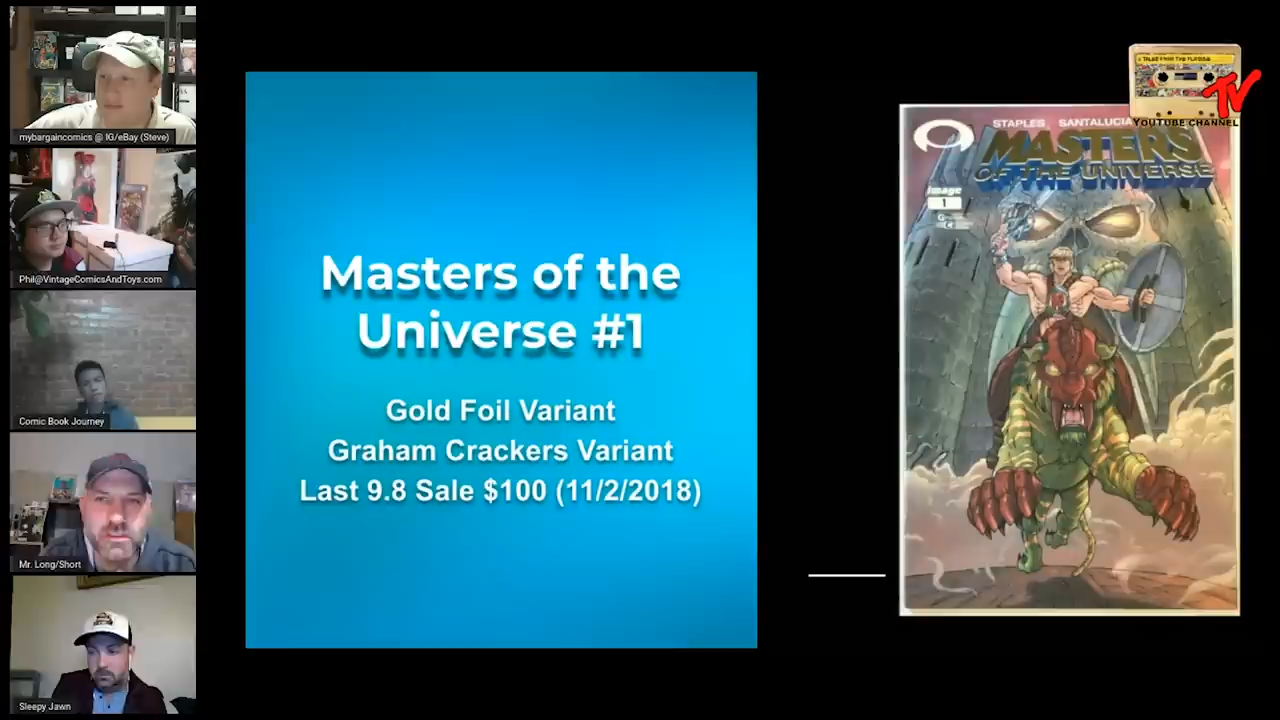 mybargaincomics @ IG/eBay (Steve)
Phil@VintageComicsAndToys.com
Comic Book Journey
Mr. Long/Short
Sleepy Jawn
Masters of the
Universe #1
Gold Foil Variant
Graham Crackers Variant
Last 9.8 Sale $100 (11/2/2018)
TV
YOUTUBE CHANNEL
STAPLES SANTALUCIA
MASTERS
OF THE UNIVERSE
image
1